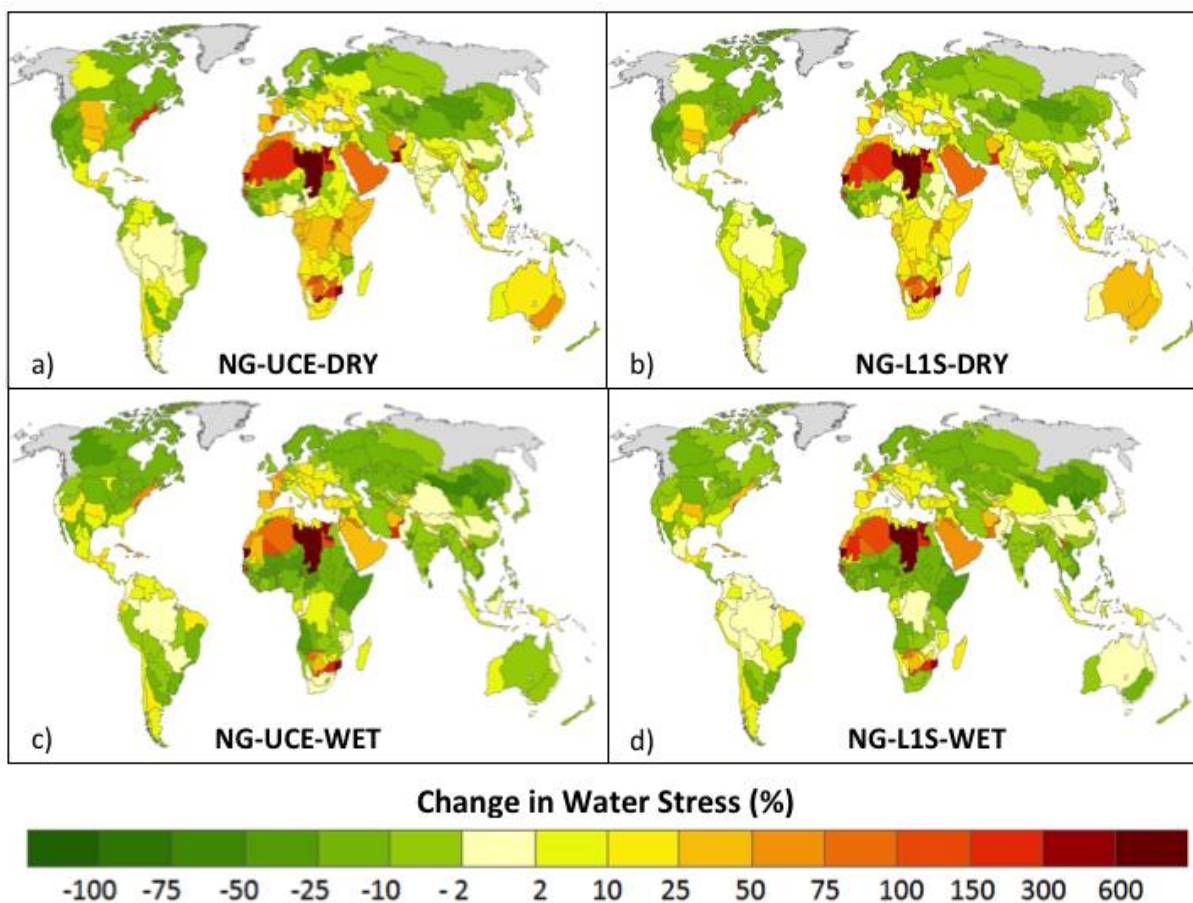 a)
NG-UCE-DRY
b)
NG-L1S-DRY
c)
NG-UCE-WET
d)
NG-L1S-WET
Change in Water Stress (%)
-100 -75 -50 -25 -10 - 2 2 10 25 50 75 100 150 300 600